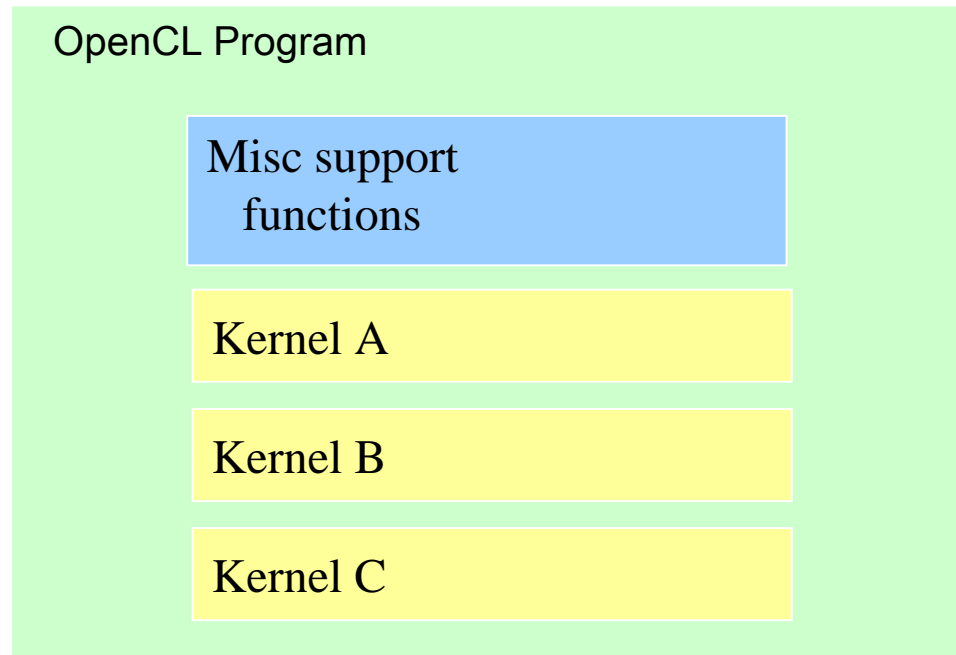 OpenCL Program
Misc support
functions
Kernel A
Kernel B
Kernel C